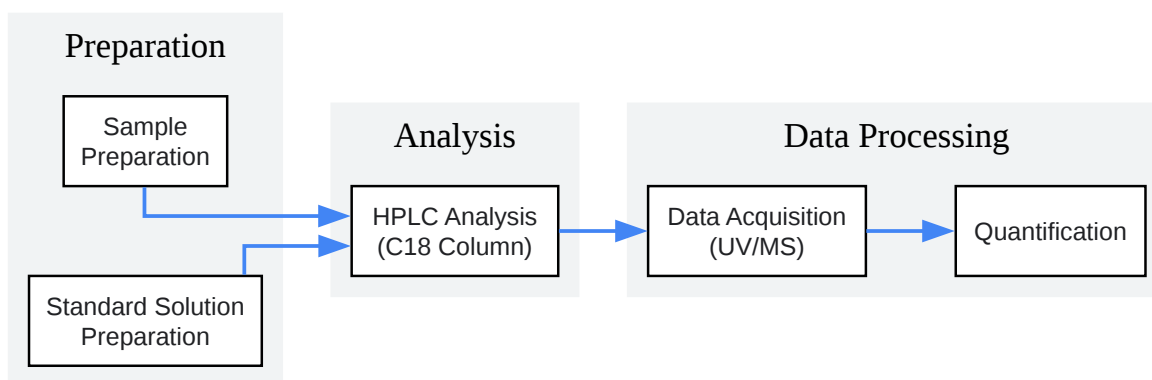 Preparation
Sample
Preparation
Standard Solution
Preparation
Analysis
HPLC Analysis
(C18 Column)
Data Processing
Data Acquisition
(UV/MS)
Quantification